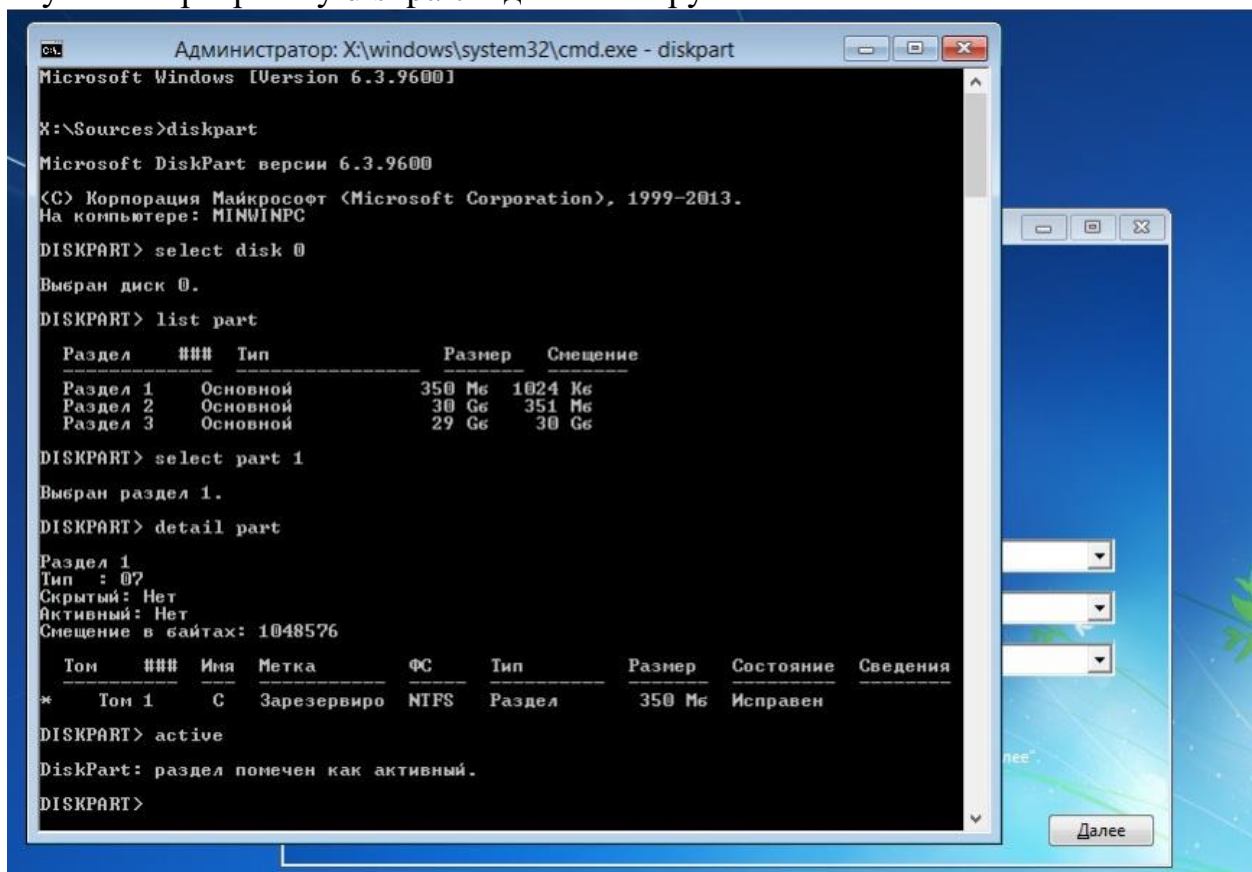 Администратор: X:\windows\system32\cmd.exe - diskpart
Microsoft Windows [Version 6.3.9600]
X:\Sources>diskpart
Microsoft DiskPart версии 6.3.9600
(C) Корпорация Майкрософт (Microsoft Corporation), 1999-2013.
На компьютере: MINWINPC
DISKPART> select disk 0
Выбран диск 0.
DISKPART> list part
Раздел ### Тип Размер Смещение
Раздел 1 Основной 350 Мб 1024 Кб
Раздел 2 Основной 30 Gб 351 Мб
Раздел 3 Основной 29 Gб 30 Gб
DISKPART> select part 1
Выбран раздел 1.
DISKPART> detail part
Раздел 1
Тип : 07
Скрытый: Нет
Активный: Нет
Смещение в байтах: 1048576
Том ### Имя Метка ФС Тип Размер Состояние Сведения
* Том 1 C Зарезервиро NTFS Раздел 350 Мб Исправен
DISKPART> active
DiskPart: раздел помечен как активный.
DISKPART>
Далее